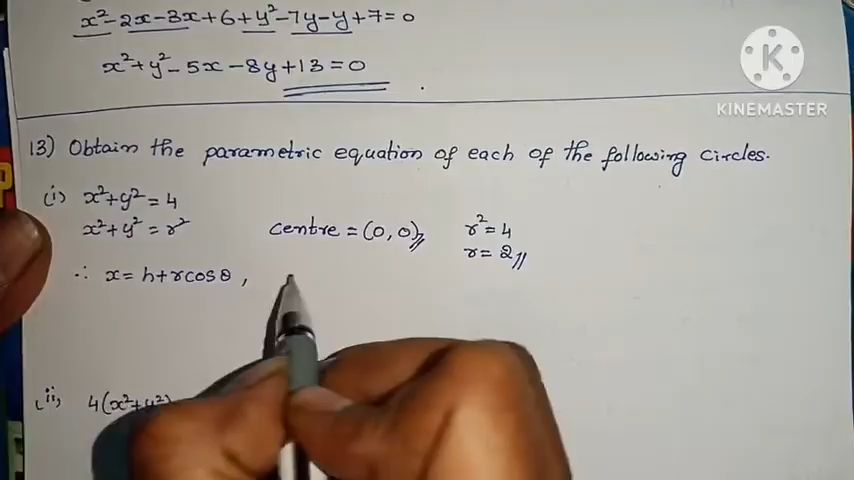 x²-2x-3x+6+y²-7y-y+7=0
x²+y²-5x-8y+13=0
KINEMASTER
13) Obtain the parametric equation of each of the following circles.
(i) x²+y²=4
x²+y²=r² centre=(0,0), r²=4
r=2
∴ x=h+rcosθ,
(ii, 4(x²+y²)